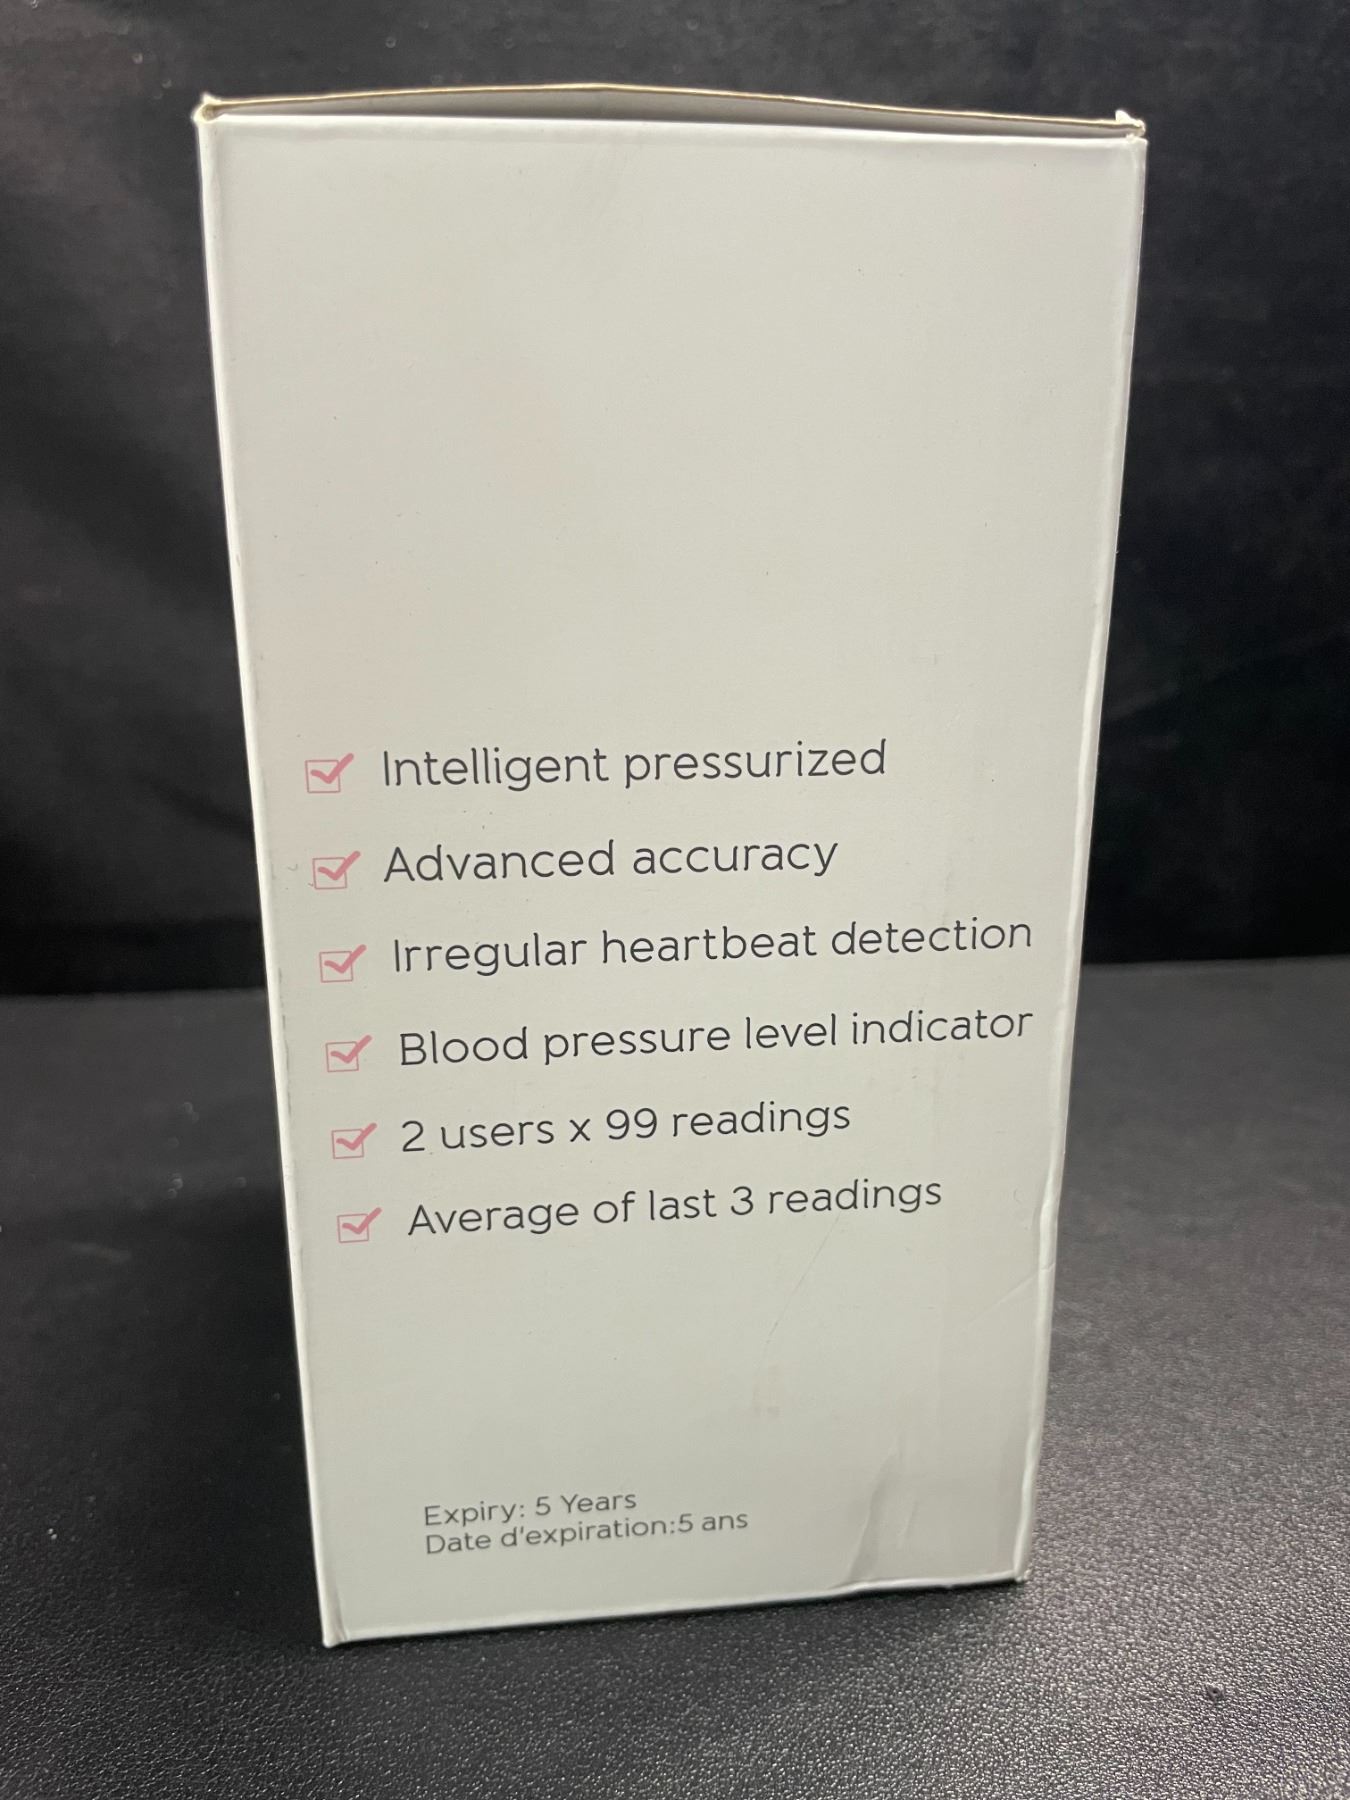 Intelligent pressurized
Advanced accuracy
Irregular heartbeat detection
Blood pressure level indicator
2 users x 99 readings
Average of last 3 readings
Expiry: 5 Years
Date d'expiration:5 ans